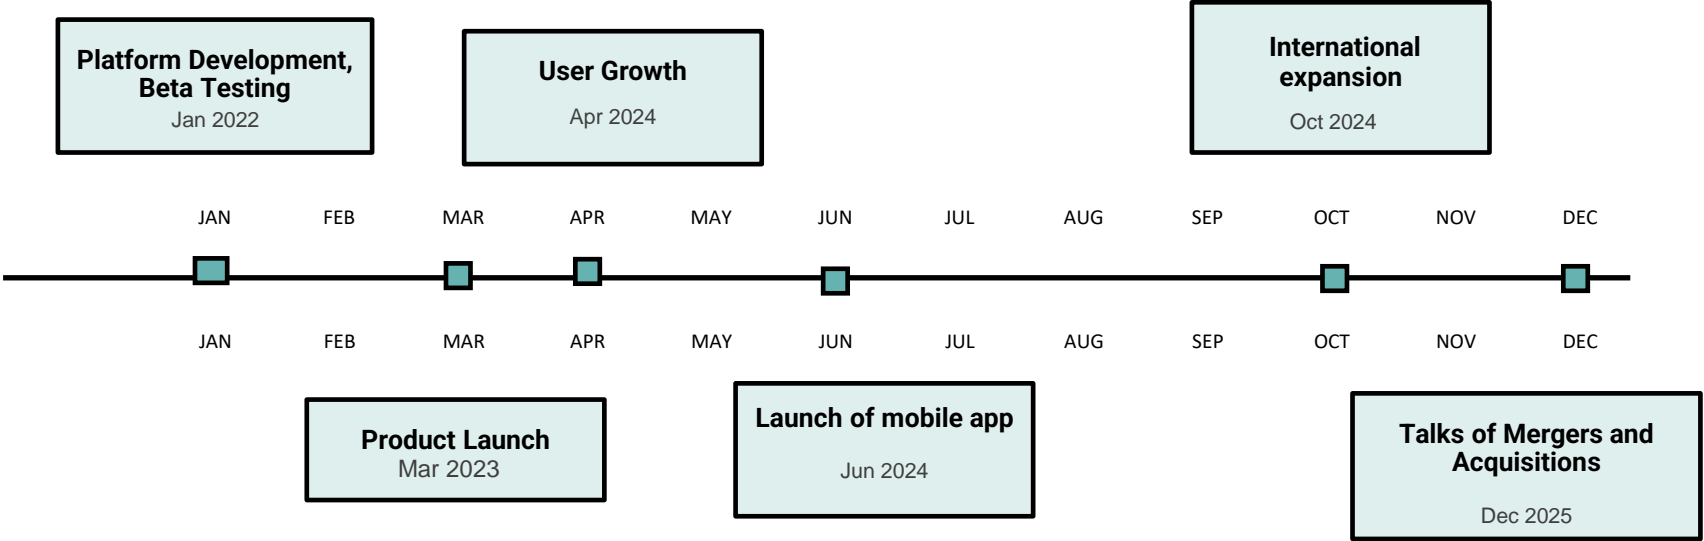 Platform Development,
Beta Testing
Jan 2022
User Growth
Apr 2024
International
expansion
Oct 2024
JAN FEB MAR APR MAY JUN JUL AUG SEP OCT NOV DEC
JAN FEB MAR APR MAY JUN JUL AUG SEP OCT NOV DEC
Product Launch
Mar 2023
Launch of mobile app
Jun 2024
Talks of Mergers and
Acquisitions
Dec 2025